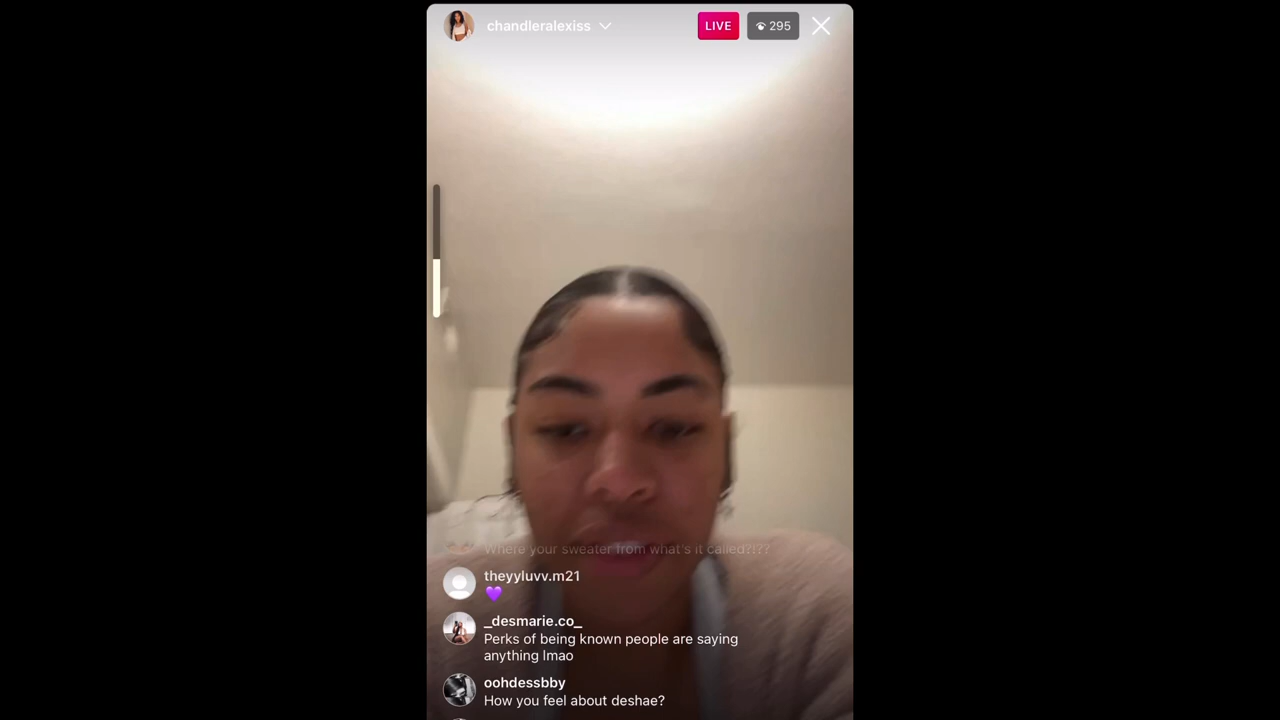 chandleralexiss
LIVE
295
Where your sweater from what's it called?!??
theyyluvv.m21
💜
_desmarie.co_
Perks of being known people are saying
anything lmao
oohdessbby
How you feel about deshae?